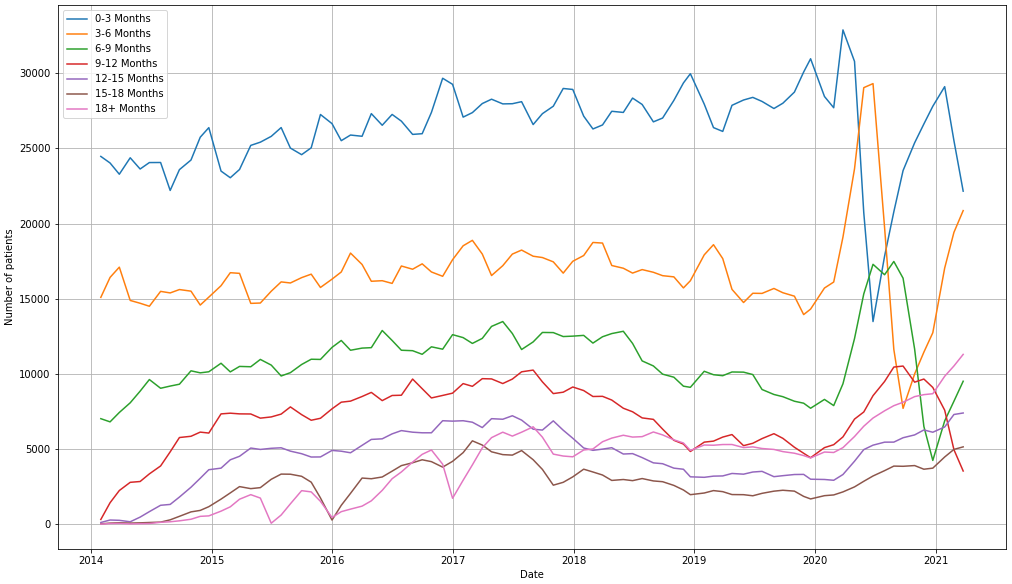 0-3 Months
3-6 Months
6-9 Months
9-12 Months
12-15 Months
15-18 Months
18+ Months
30000
25000
20000
15000
10000
5000
0
Number of patients
2014 2015 2016 2017 2018 2019 2020 2021
Date